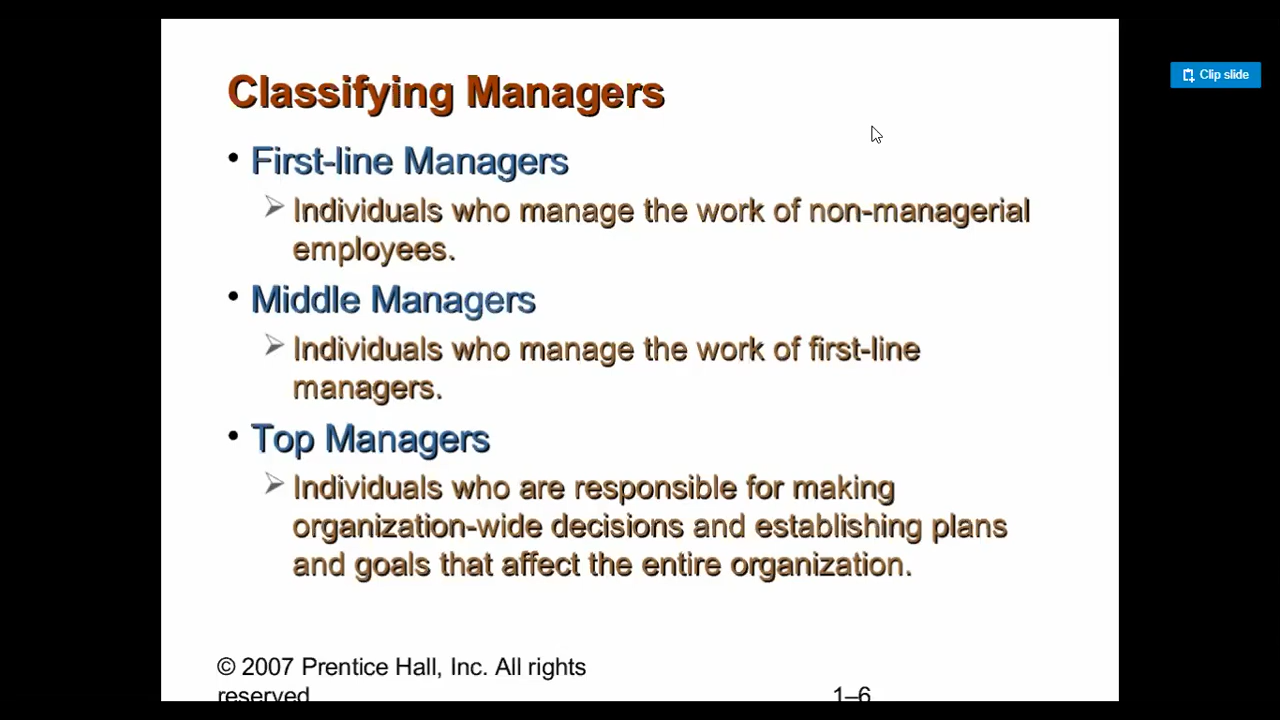 Clip slide
Classifying Managers
• First-line Managers
➢ Individuals who manage the work of non-managerial
employees.
• Middle Managers
➢ Individuals who manage the work of first-line
managers.
• Top Managers
➢ Individuals who are responsible for making
organization-wide decisions and establishing plans
and goals that affect the entire organization.
© 2007 Prentice Hall, Inc. All rights
reserved
1–6